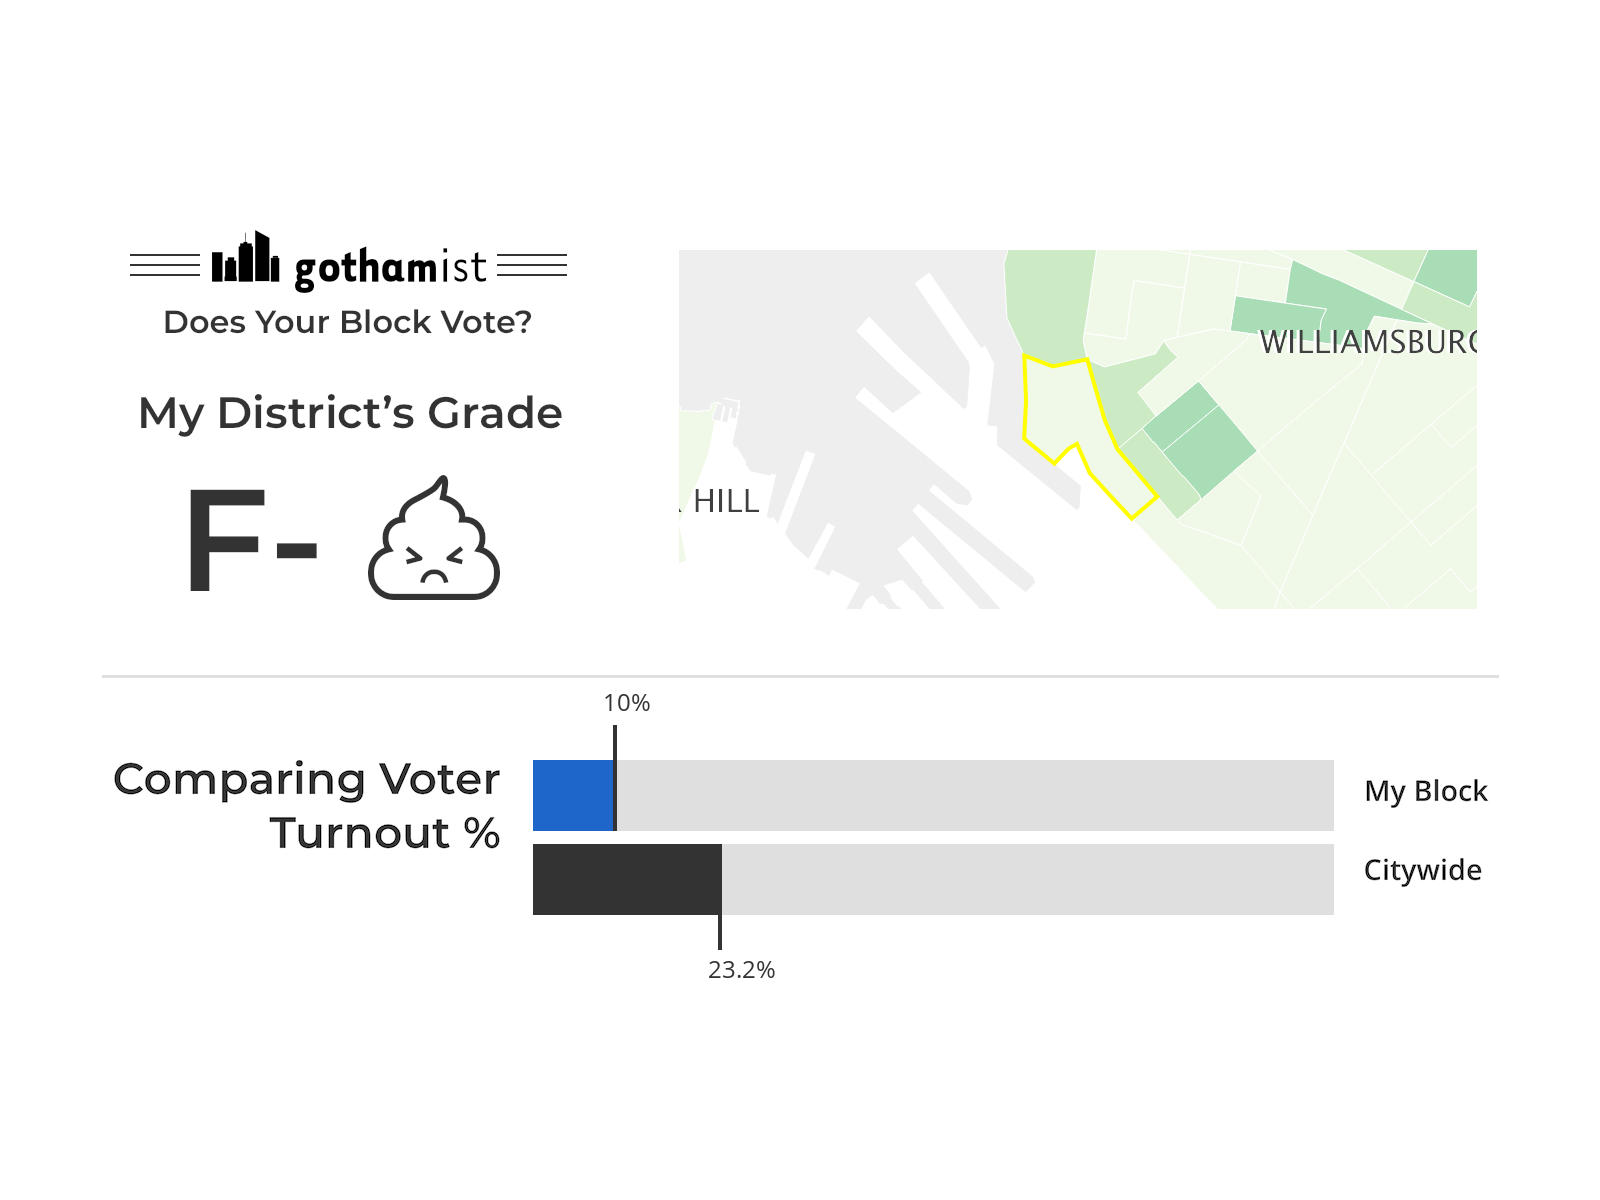 gothamist
Does Your Block Vote?
My District’s Grade
F-
HILL
WILLIAMSBURG
10%
Comparing Voter
Turnout %
My Block
Citywide
23.2%